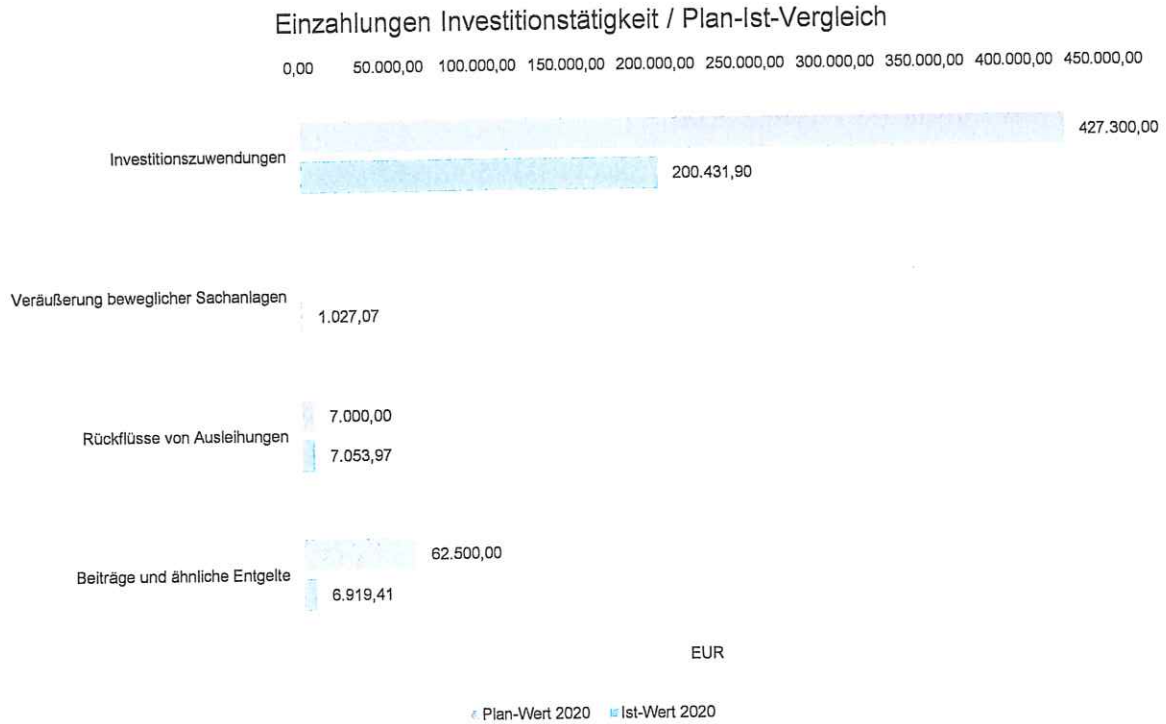 Einzahlungen Investitionstätigkeit / Plan-Ist-Vergleich
0,00 50.000,00 100.000,00 150.000,00 200.000,00 250.000,00 300.000,00 350.000,00 400.000,00 450.000,00
427.300,00
Investitionszuwendungen
200.431,90
Veräußerung beweglicher Sachanlagen
1.027,07
7.000,00
Rückflüsse von Ausleihungen
7.053,97
62.500,00
Beiträge und ähnliche Entgelte
6.919,41
EUR
Plan-Wert 2020 Ist-Wert 2020